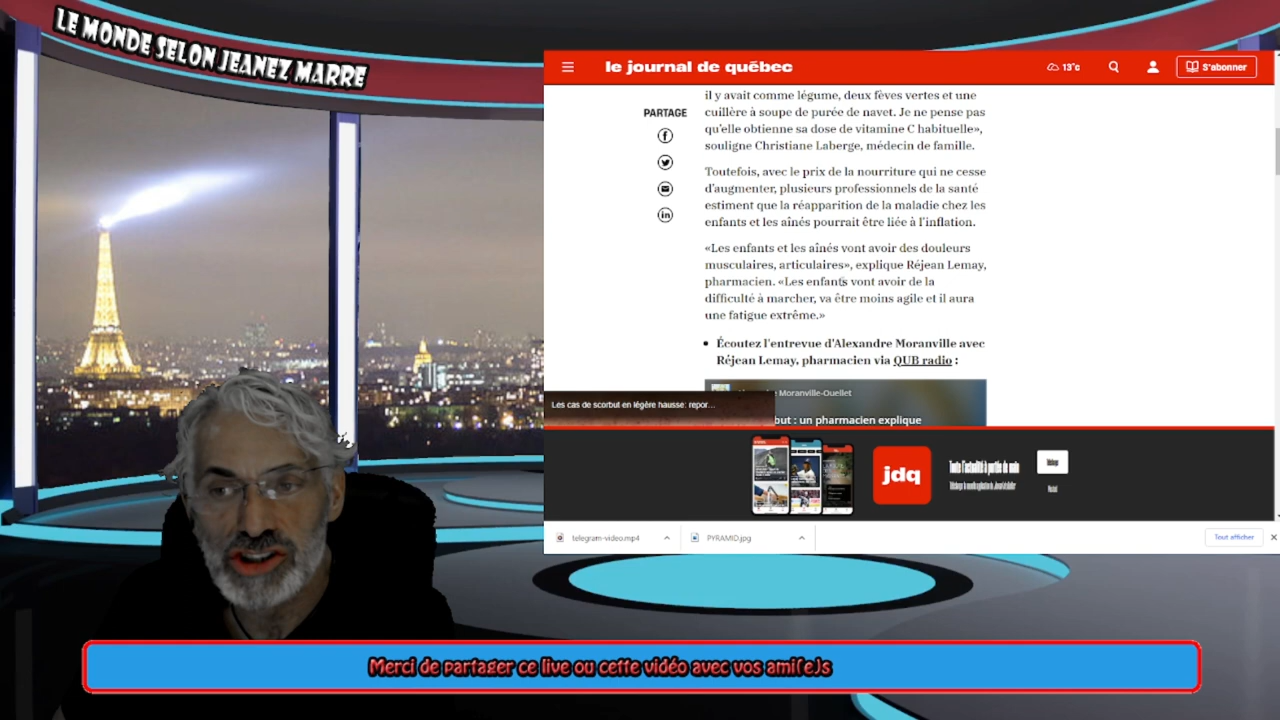 LE MONDE SELON JEANEZ MARRE
le journal de québec
13°c
S'abonner
PARTAGE
il y avait comme légume, deux fèves vertes et une
cuillère à soupe de purée de navet. Je ne pense pas
qu'elle obtienne sa dose de vitamine C habituelle»,
souligne Christiane Laberge, médecin de famille.
Toutefois, avec le prix de la nourriture qui ne cesse
d'augmenter, plusieurs professionnels de la santé
estiment que la réapparition de la maladie chez les
enfants et les aînés pourrait être liée à l'inflation.
«Les enfants et les aînés vont avoir des douleurs
musculaires, articulaires», explique Réjean Lemay,
pharmacien. «Les enfants vont avoir de la
difficulté à marcher, va être moins agile et il aura
une fatigue extrême.»
• Écoutez l'entrevue d'Alexandre Moranville avec
Réjean Lemay, pharmacien via QUB radio :
Moranville-Ouellet
but : un pharmacien explique
Les cas de scorbut en légère hausse: repor...
jdq
Toute l'actualité à portée de main
telegram-video.mp4
PYRAMID.jpg
Tout afficher
Merci de partager ce live ou cette vidéo avec vos ami(e)s